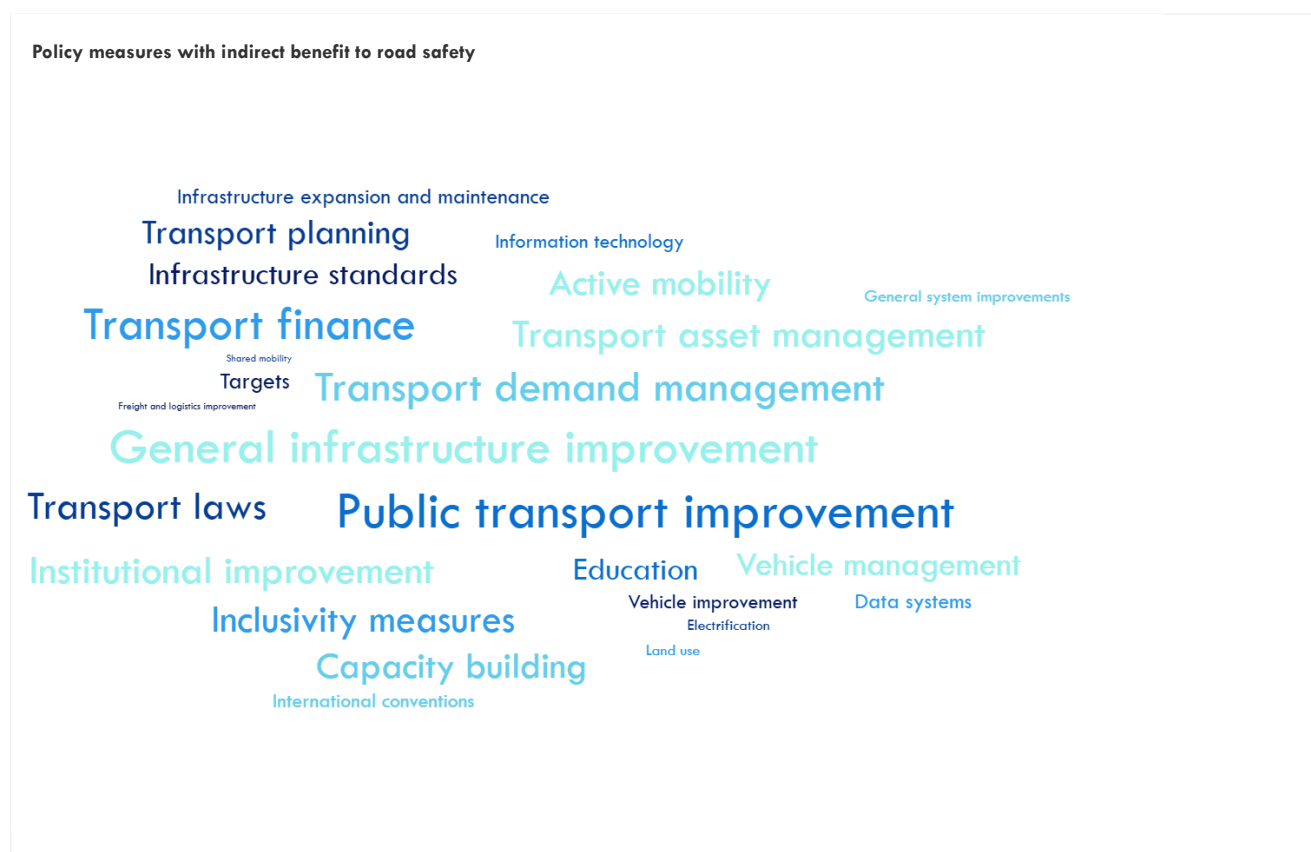 Policy measures with indirect benefit to road safety
Infrastructure expansion and maintenance
Transport planning
Information technology
Infrastructure standards
Active mobility
General system improvements
Transport finance
Transport asset management
Shared mobility
Targets
Transport demand management
Freight and logistics improvement
General infrastructure improvement
Transport laws
Public transport improvement
Institutional improvement
Education
Vehicle management
Vehicle improvement
Data systems
Inclusivity measures
Electrification
Land use
Capacity building
International conventions